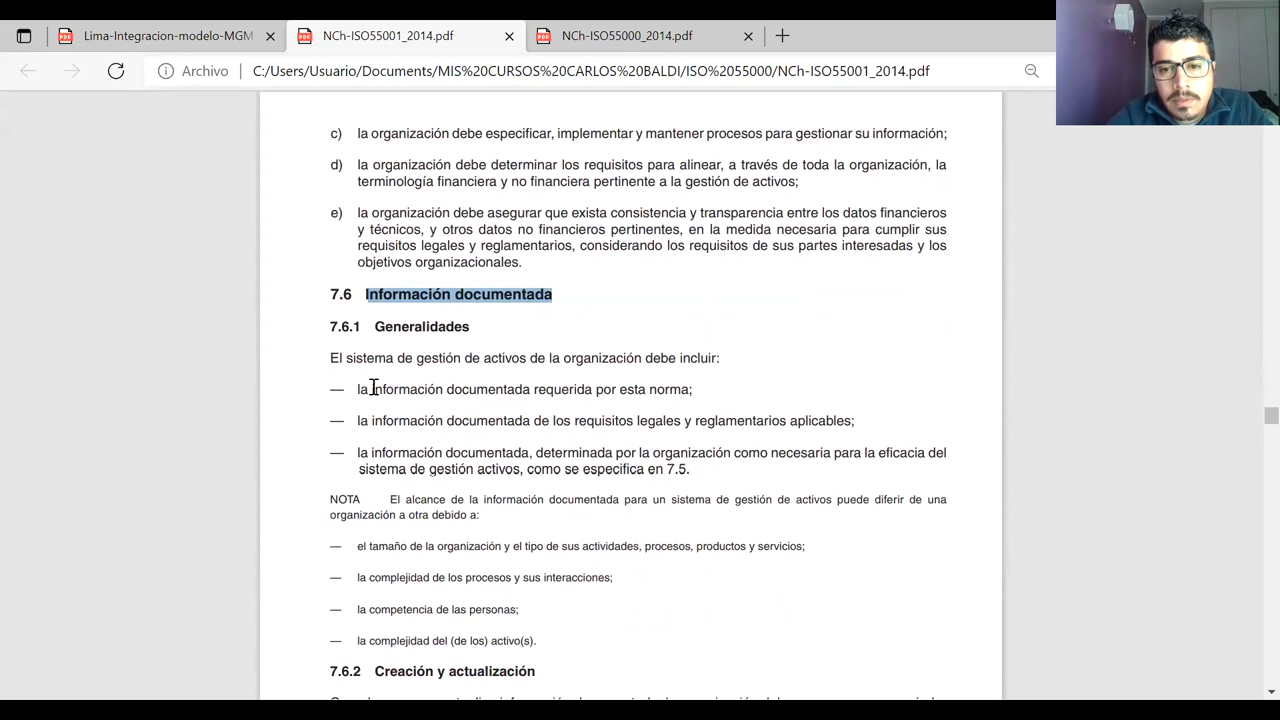 Lima-Integracion-modelo-MGM
NCh-ISO55001_2014.pdf
NCh-ISO55000_2014.pdf
Archivo
C:/Users/Usuario/Documents/MIS%20CURSOS%20CARLOS%20BALDI/ISO%2055000/NCh-ISO55001_2014.pdf
c) la organización debe especificar, implementar y mantener procesos para gestionar su información;
d) la organización debe determinar los requisitos para alinear, a través de toda la organización, la
terminología financiera y no financiera pertinente a la gestión de activos;
e) la organización debe asegurar que exista consistencia y transparencia entre los datos financieros
y técnicos, y otros datos no financieros pertinentes, en la medida necesaria para cumplir sus
requisitos legales y reglamentarios, considerando los requisitos de sus partes interesadas y los
objetivos organizacionales.
7.6 Información documentada
7.6.1 Generalidades
El sistema de gestión de activos de la organización debe incluir:
— la información documentada requerida por esta norma;
— la información documentada de los requisitos legales y reglamentarios aplicables;
— la información documentada, determinada por la organización como necesaria para la eficacia del
sistema de gestión activos, como se especifica en 7.5.
NOTA El alcance de la información documentada para un sistema de gestión de activos puede diferir de una
organización a otra debido a:
— el tamaño de la organización y el tipo de sus actividades, procesos, productos y servicios;
— la complejidad de los procesos y sus interacciones;
— la competencia de las personas;
— la complejidad del (de los) activo(s).
7.6.2 Creación y actualización